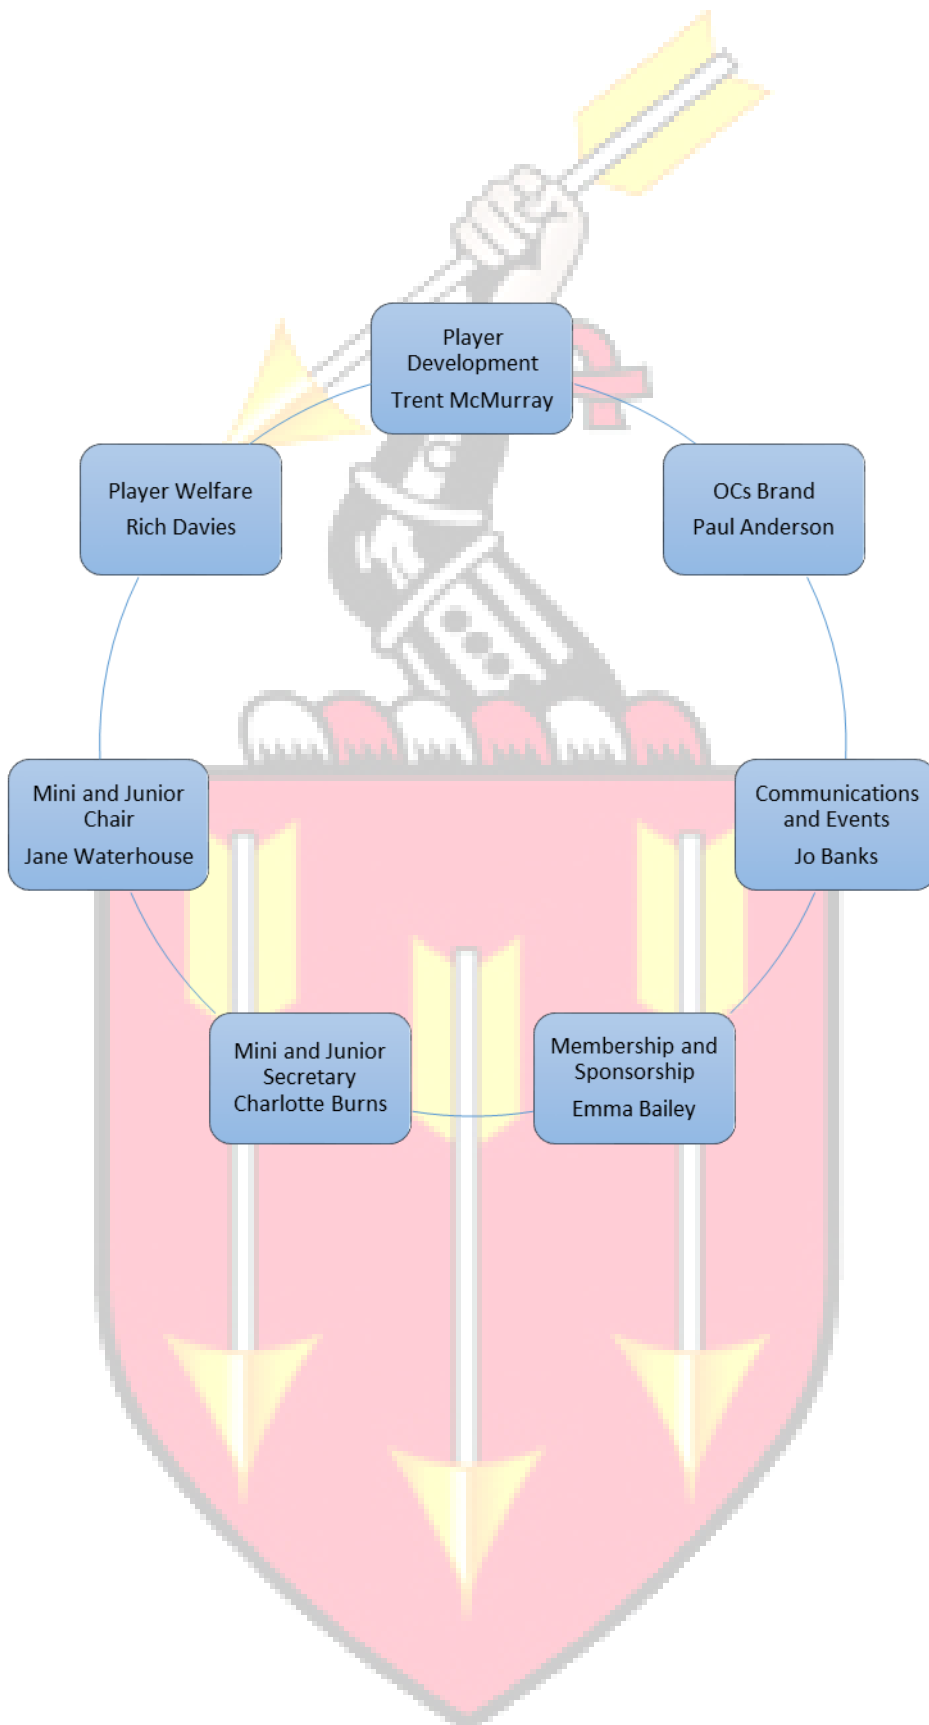 Player
Development
Trent McMurray
Player Welfare
Rich Davies
OCs Brand
Paul Anderson
Mini and Junior
Chair
Jane Waterhouse
Communications
and Events
Jo Banks
Mini and Junior
Secretary
Charlotte Burns
Membership and
Sponsorship
Emma Bailey